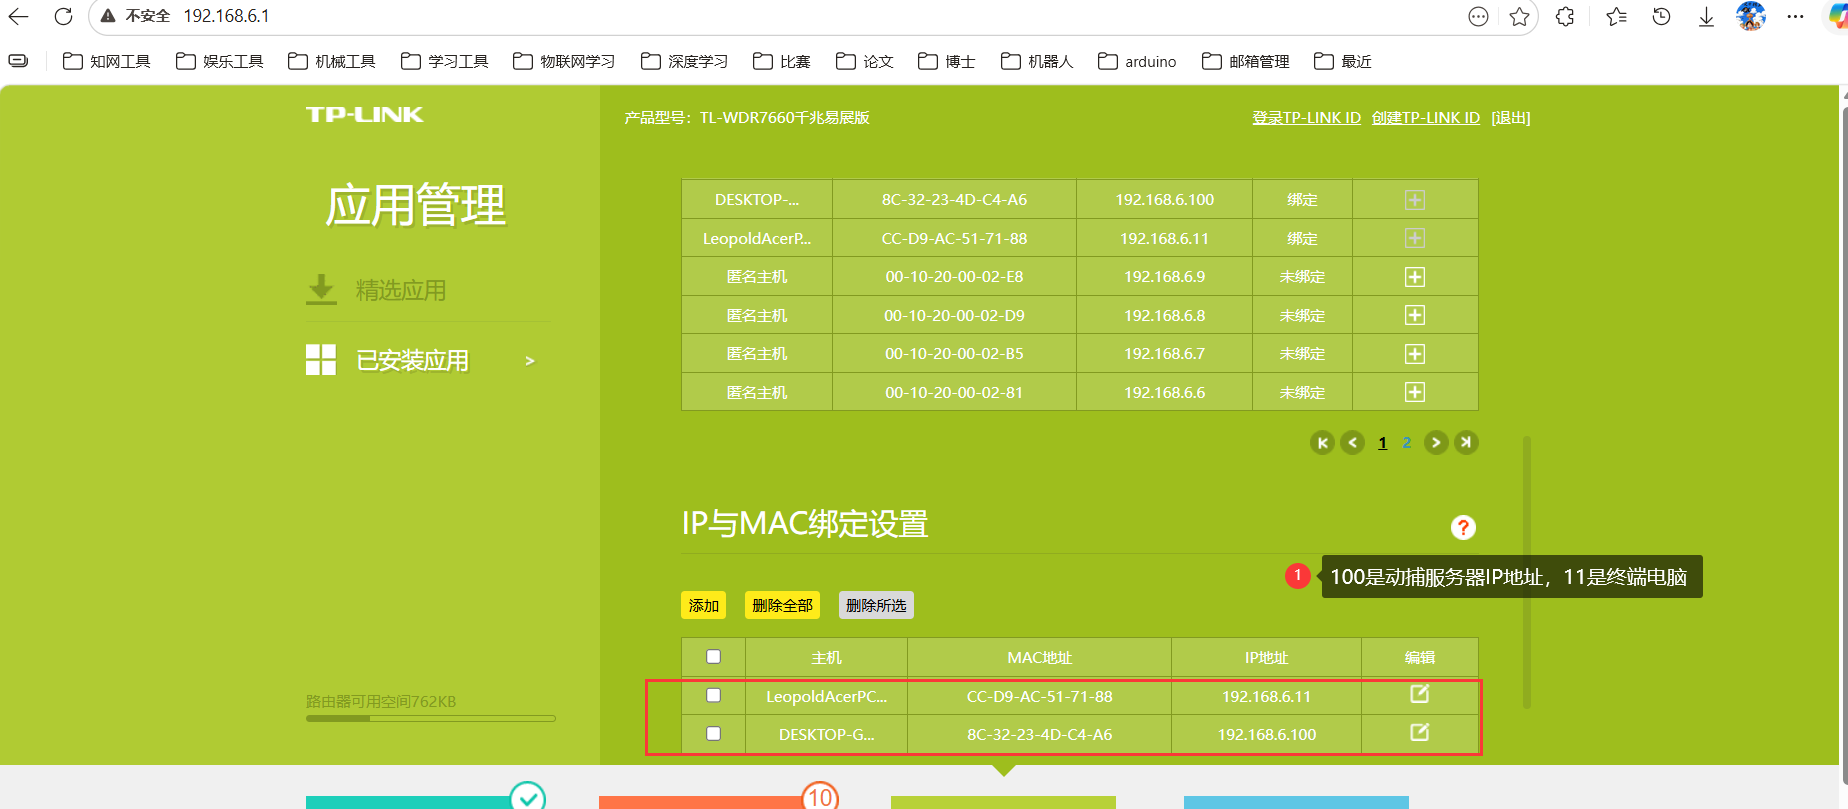 不安全 192.168.6.1
知网工具 娱乐工具 机械工具 学习工具 物联网学习 深度学习 比赛 论文 博士 机器人 arduino 邮箱管理 最近
TP-LINK 产品型号：TL-WDR7660千兆易展版 登录TP-LINK ID 创建TP-LINK ID [退出]
应用管理
精选应用
已安装应用 >
路由器可用空间762KB
DESKTOP-... 8C-32-23-4D-C4-A6 192.168.6.100 绑定
LeopoldAcerP... CC-D9-AC-51-71-88 192.168.6.11 绑定
匿名主机 00-10-20-00-02-E8 192.168.6.9 未绑定
匿名主机 00-10-20-00-02-D9 192.168.6.8 未绑定
匿名主机 00-10-20-00-02-B5 192.168.6.7 未绑定
匿名主机 00-10-20-00-02-81 192.168.6.6 未绑定
1 2
IP与MAC绑定设置 ?
1 100是动捕服务器IP地址，11是终端电脑
添加 删除全部 删除所选
主机 MAC地址 IP地址 编辑
LeopoldAcerPC... CC-D9-AC-51-71-88 192.168.6.11
DESKTOP-G... 8C-32-23-4D-C4-A6 192.168.6.100
10